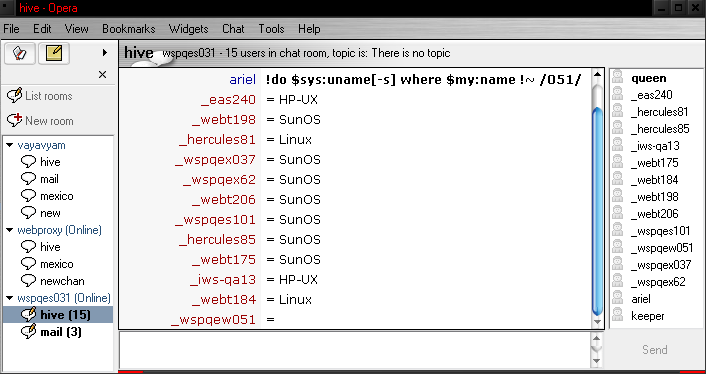 hive - Opera
File Edit View Bookmarks Widgets Chat Tools Help
hive wspqes031 - 15 users in chat room, topic is: There is no topic
List rooms
New room
vayavyam
hive
mail
mexico
new
webproxy (Online)
hive
mexico
newchan
wspqes031 (Online)
hive (15)
mail (3)
ariel !do $sys:uname[-s] where $my:name !~ /051/
_eas240 = HP-UX
_webt198 = SunOS
_hercules81 = Linux
_wspqex037 = SunOS
_wspqex62 = SunOS
_webt206 = SunOS
_wspqes101 = SunOS
_hercules85 = SunOS
_webt175 = SunOS
_iws-qa13 = HP-UX
_webt184 = Linux
_wspqew051 =
queen
_eas240
_hercules81
_hercules85
_iws-qa13
_webt175
_webt184
_webt198
_webt206
_wspqes101
_wspqew051
_wspqex037
_wspqex62
ariel
keeper
Send